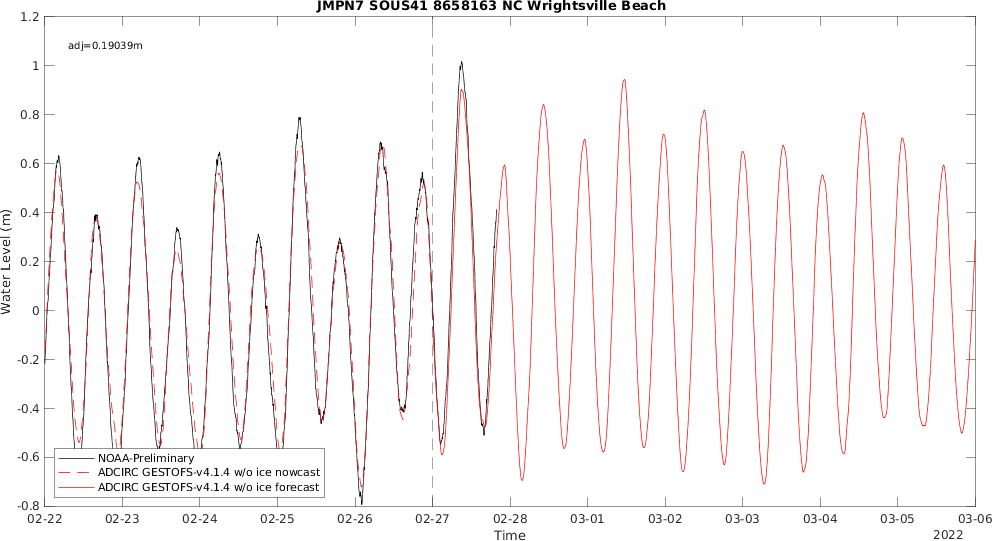 JMPN7 SOUS41 8658163 NC Wrightsville Beach
adj=0.19039m
1.2
1
0.8
0.6
0.4
0.2
0
-0.2
-0.4
-0.6
-0.8
Water Level (m)
NOAA-Preliminary
ADCIRC GESTOFS-v4.1.4 w/o ice nowcast
ADCIRC GESTOFS-v4.1.4 w/o ice forecast
02-22 02-23 02-24 02-25 02-26 02-27 02-28 03-01 03-02 03-03 03-04 03-05 03-06
Time
2022